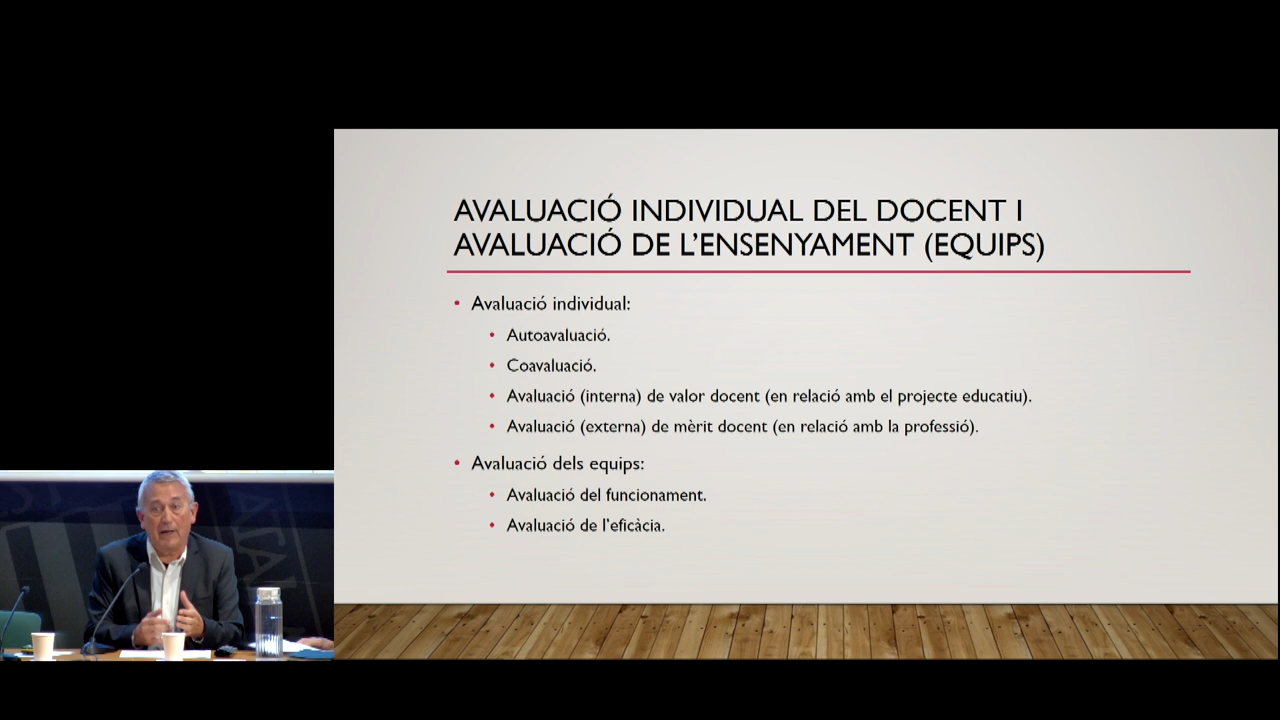 AVALUACIÓ INDIVIDUAL DEL DOCENT I
AVALUACIÓ DE L'ENSENYAMENT (EQUIPS)
• Avaluació individual:
• Autoavaluació.
• Coavaluació.
• Avaluació (interna) de valor docent (en relació amb el projecte educatiu).
• Avaluació (externa) de mèrit docent (en relació amb la professió).
• Avaluació dels equips:
• Avaluació del funcionament.
• Avaluació de l'eficàcia.